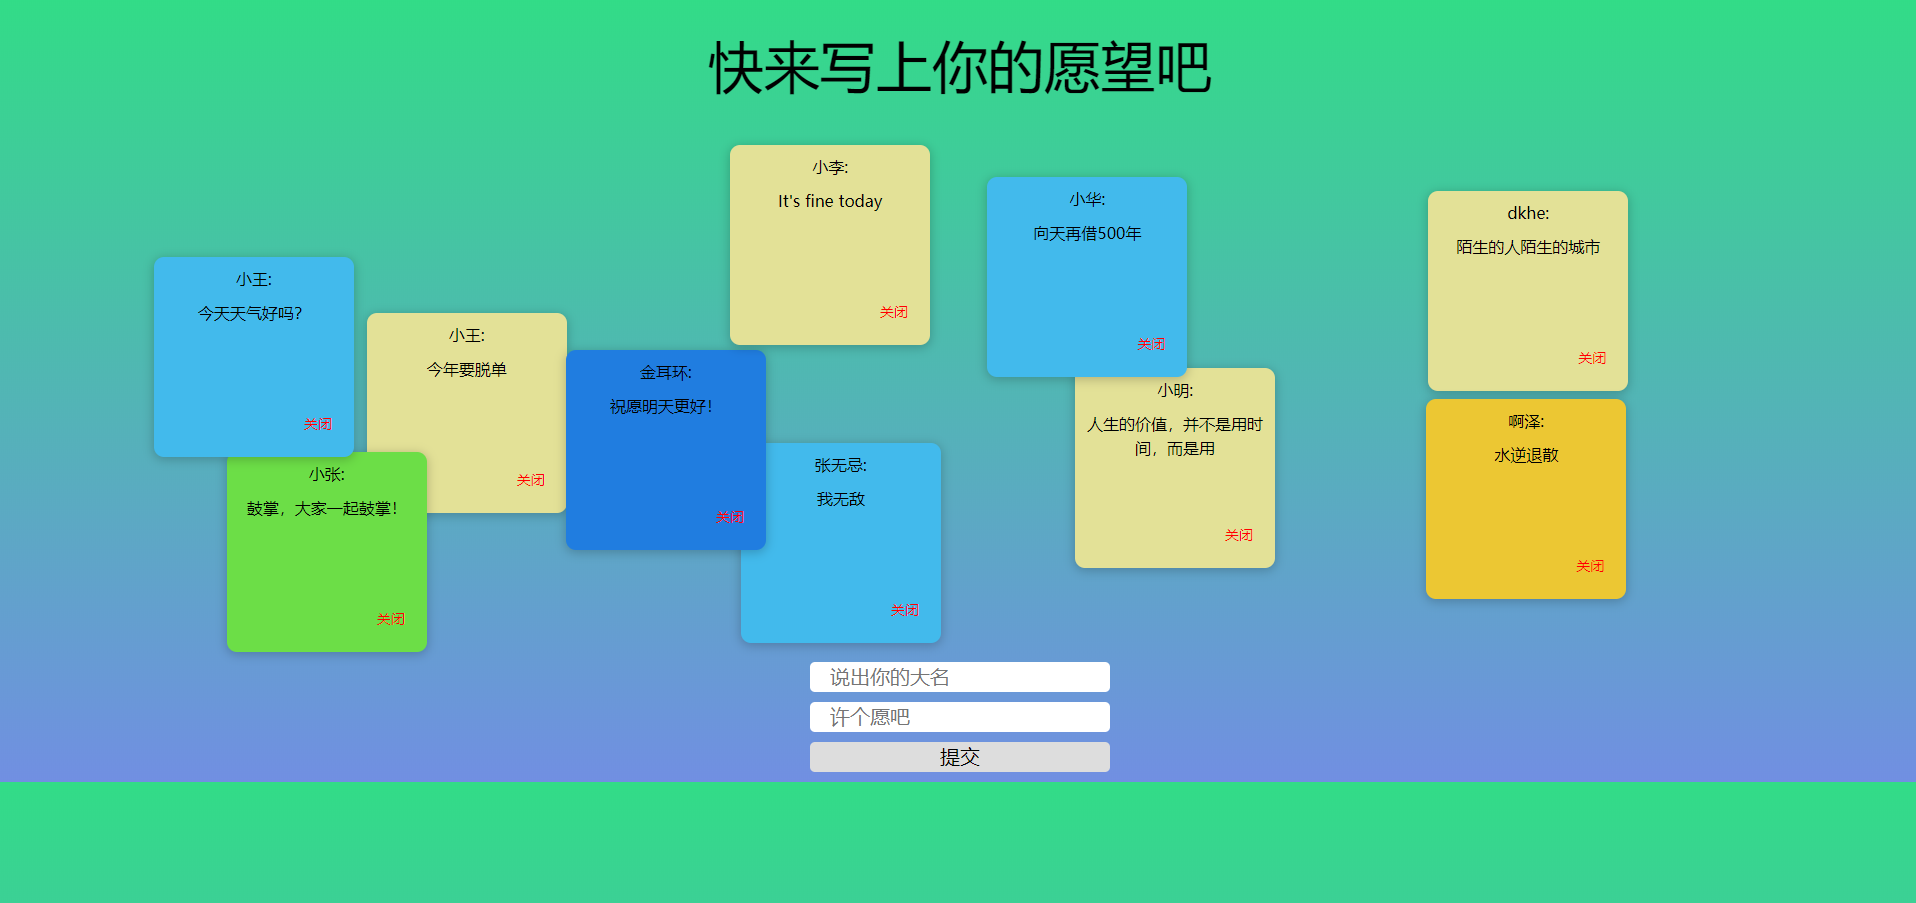 快来写上你的愿望吧
小李:
It's fine today
关闭
小华:
向天再借500年
关闭
dkhe:
陌生的人陌生的城市
关闭
小王:
今天天气好吗?
关闭
小王:
今年要脱单
关闭
金耳环:
祝愿明天更好!
关闭
小明:
人生的价值，并不是用时
间，而是用
关闭
啊泽:
水逆退散
关闭
小张:
鼓掌，大家一起鼓掌!
关闭
张无忌:
我无敌
关闭
说出你的大名
许个愿吧
提交